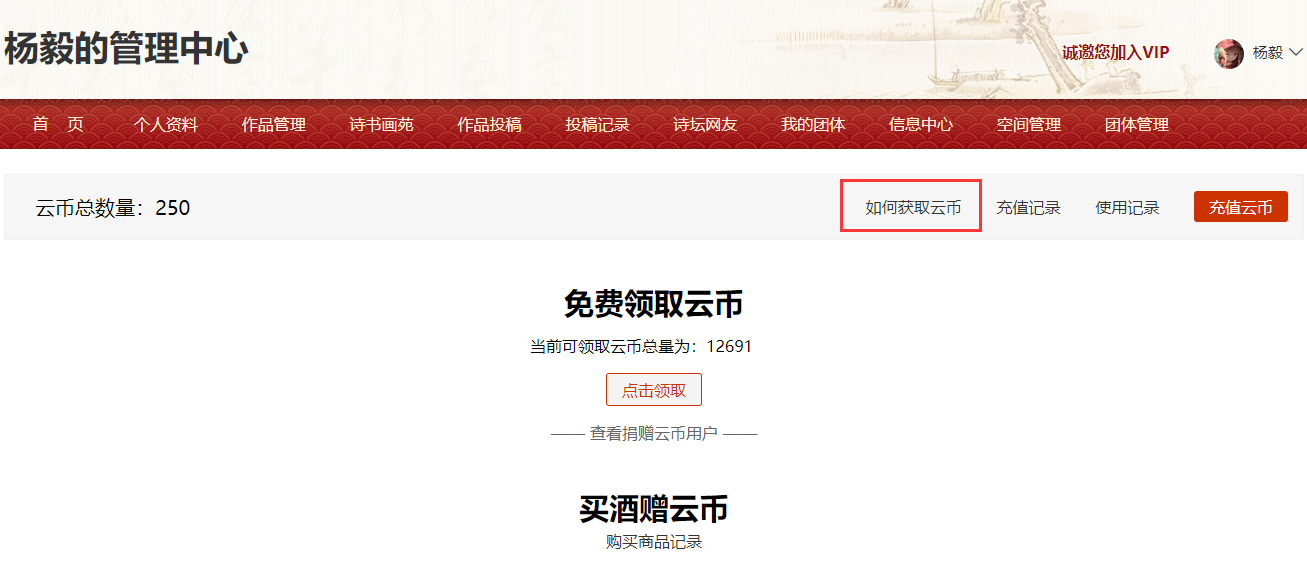 杨毅的管理中心
诚邀您加入VIP 杨毅
首 页 个人资料 作品管理 诗书画苑 作品投稿 投稿记录 诗坛网友 我的团体 信息中心 空间管理 团体管理
云币总数量：250 如何获取云币 充值记录 使用记录 充值云币
免费领取云币
当前可领取云币总量为：12691
点击领取
—— 查看捐赠云币用户 ——
买酒赠云币
购买商品记录